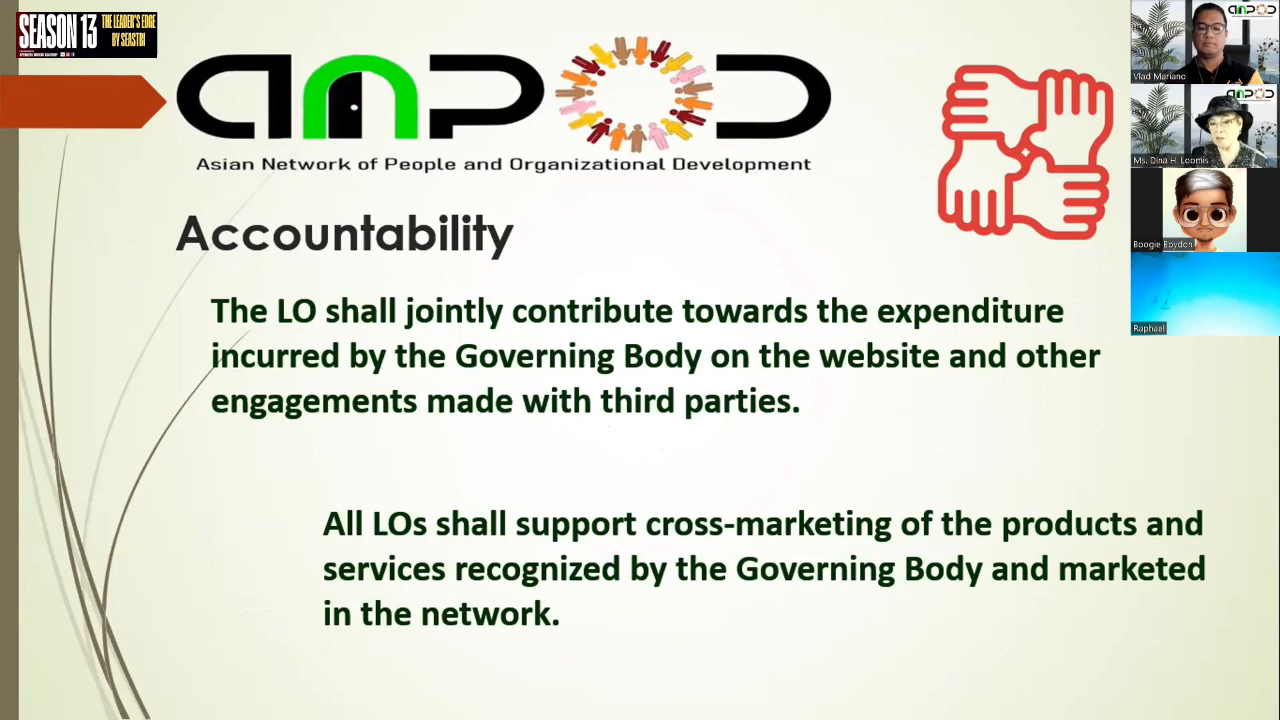 SEASON 13
THE LEADER'S EDGE
BY SEASTBI
ANPOD
Asian Network of People and Organizational Development
Accountability
The LO shall jointly contribute towards the expenditure
incurred by the Governing Body on the website and other
engagements made with third parties.
All LOs shall support cross-marketing of the products and
services recognized by the Governing Body and marketed
in the network.
Vlad Mariano
Ms. Dina H. Loomis
Boogie Boydon
Raphael